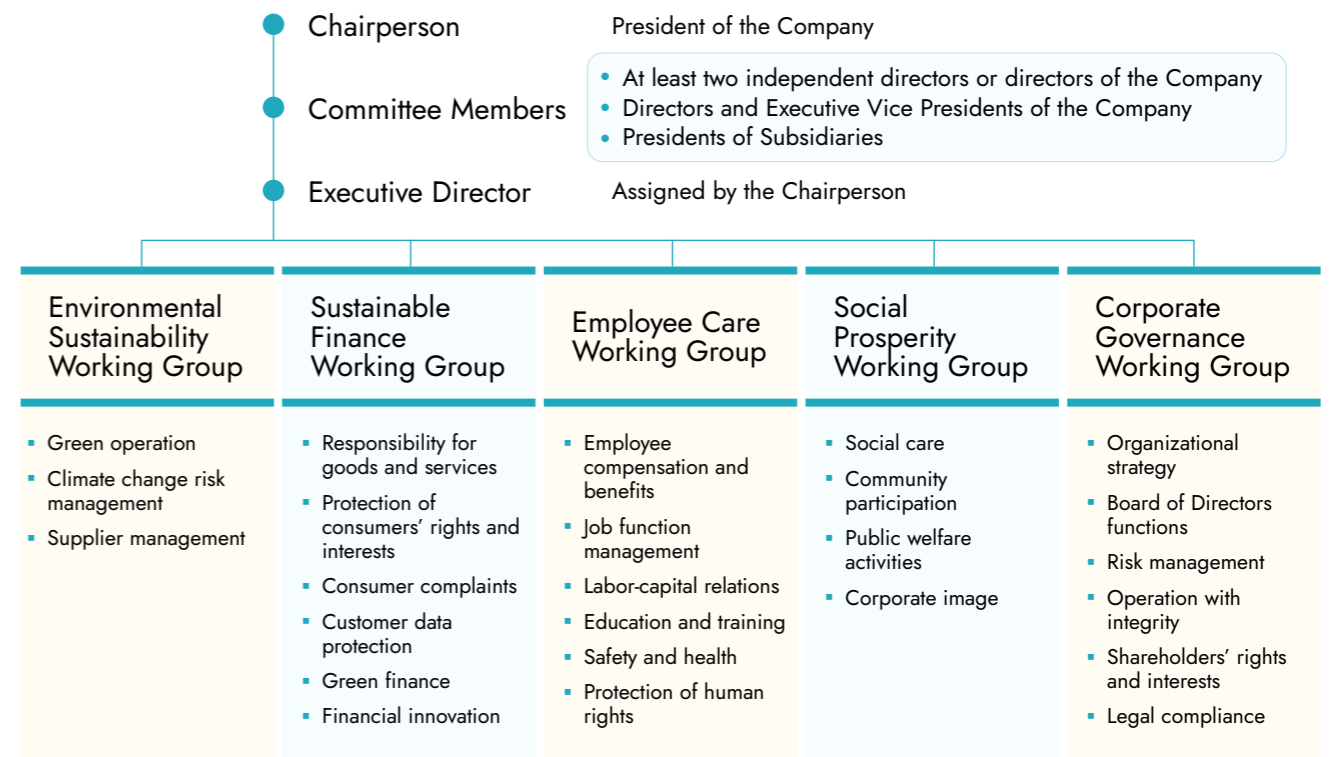 Chairperson
President of the Company
Committee Members
At least two independent directors or directors of the Company
Directors and Executive Vice Presidents of the Company
Presidents of Subsidiaries
Executive Director
Assigned by the Chairperson
Environmental
Sustainability
Working Group
Green operation
Climate change risk
management
Supplier management
Sustainable
Finance
Working Group
Responsibility for
goods and services
Protection of
consumers’ rights and
interests
Consumer complaints
Customer data
protection
Green finance
Financial innovation
Employee Care
Working Group
Employee
compensation and
benefits
Job function
management
Labor-capital relations
Education and training
Safety and health
Protection of human
rights
Social
Prosperity
Working Group
Social care
Community
participation
Public welfare
activities
Corporate image
Corporate
Governance
Working Group
Organizational
strategy
Board of Directors
functions
Risk management
Operation with
integrity
Shareholders’ rights
and interests
Legal compliance